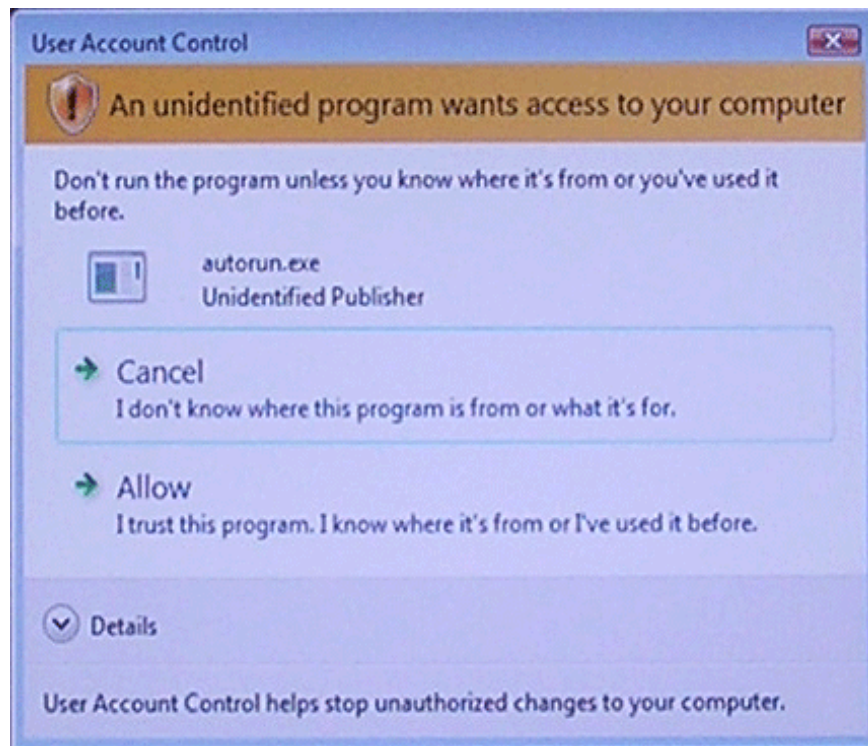 User Account Control
An unidentified program wants access to your computer
Don't run the program unless you know where it's from or you've used it
before.
autorun.exe
Unidentified Publisher
Cancel
I don't know where this program is from or what it's for.
Allow
I trust this program. I know where it's from or I've used it before.
Details
User Account Control helps stop unauthorized changes to your computer.